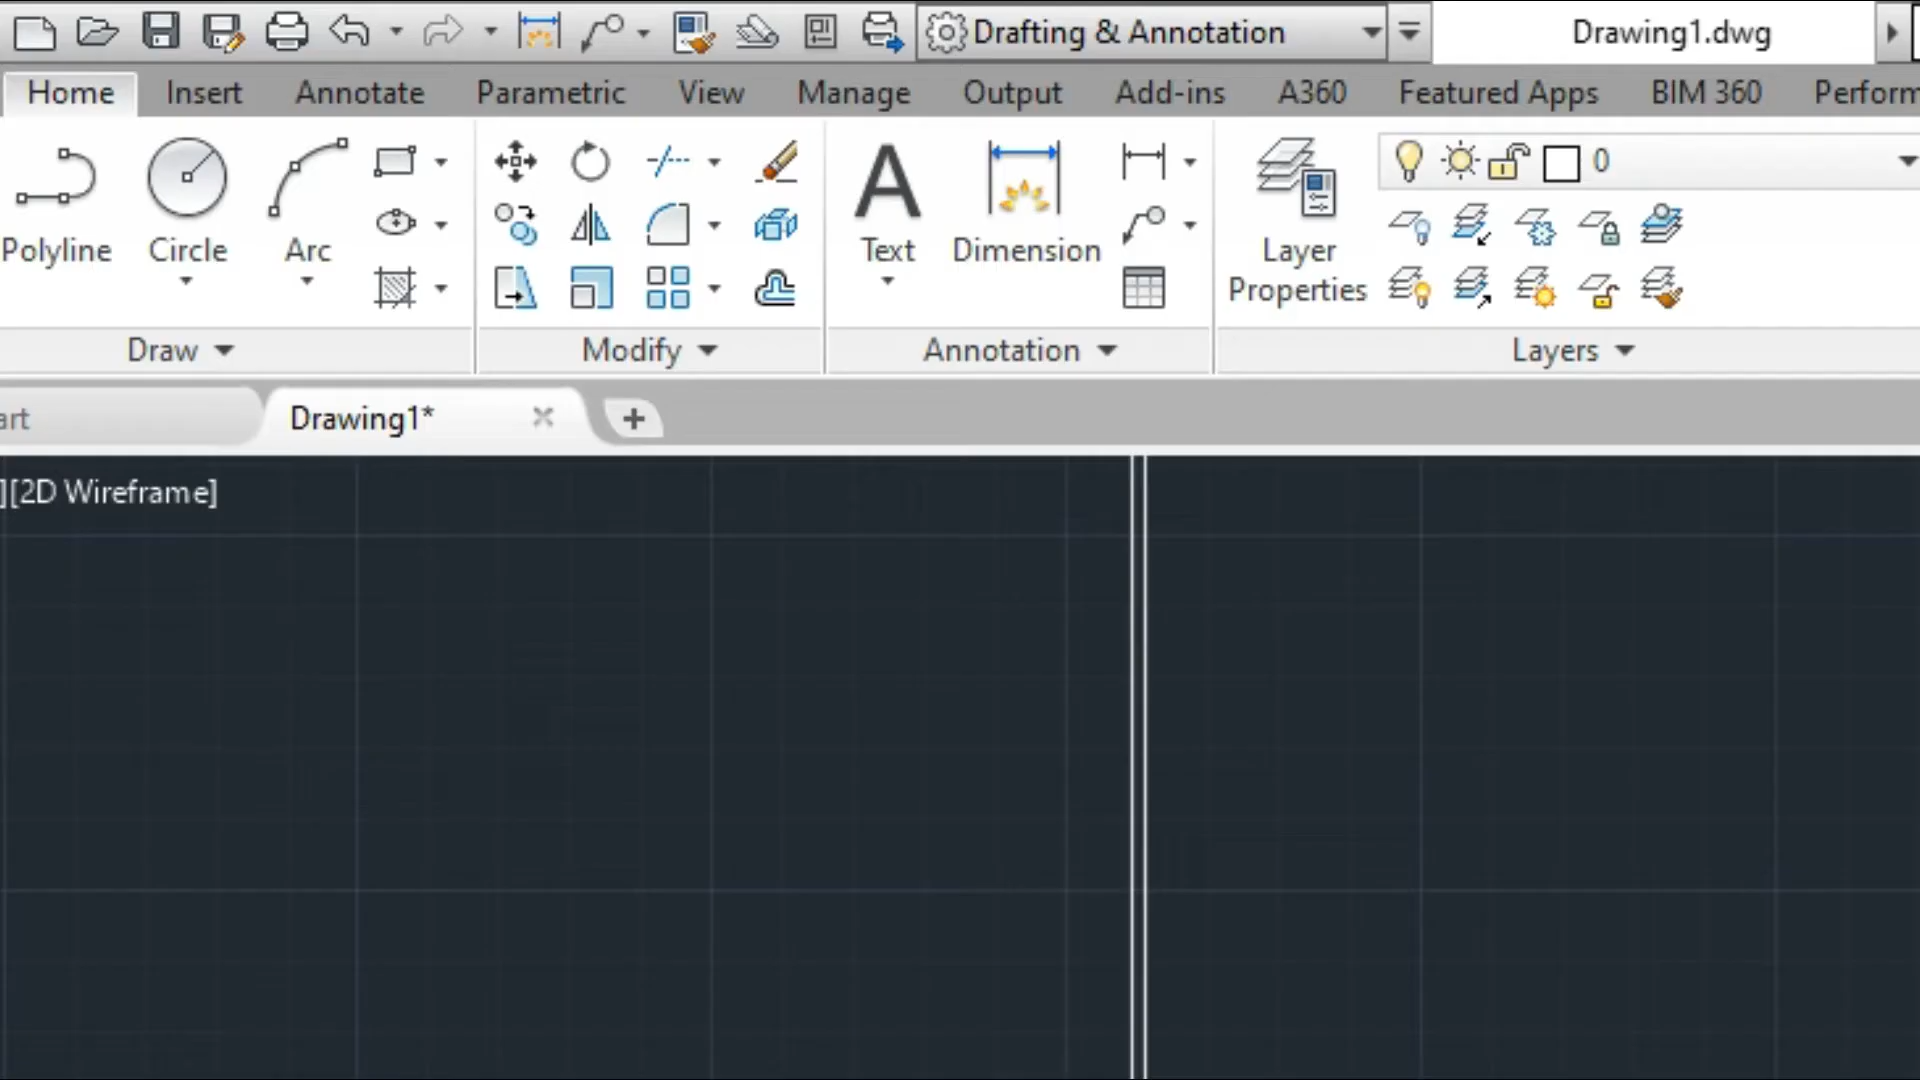 Drafting & Annotation
Drawing1.dwg
Home Insert Annotate Parametric View Manage Output Add-ins A360 Featured Apps BIM 360 Perform
0
Polyline Circle Arc
Text Dimension
Layer
Properties
Draw Modify Annotation Layers
art Drawing1*
][2D Wireframe]